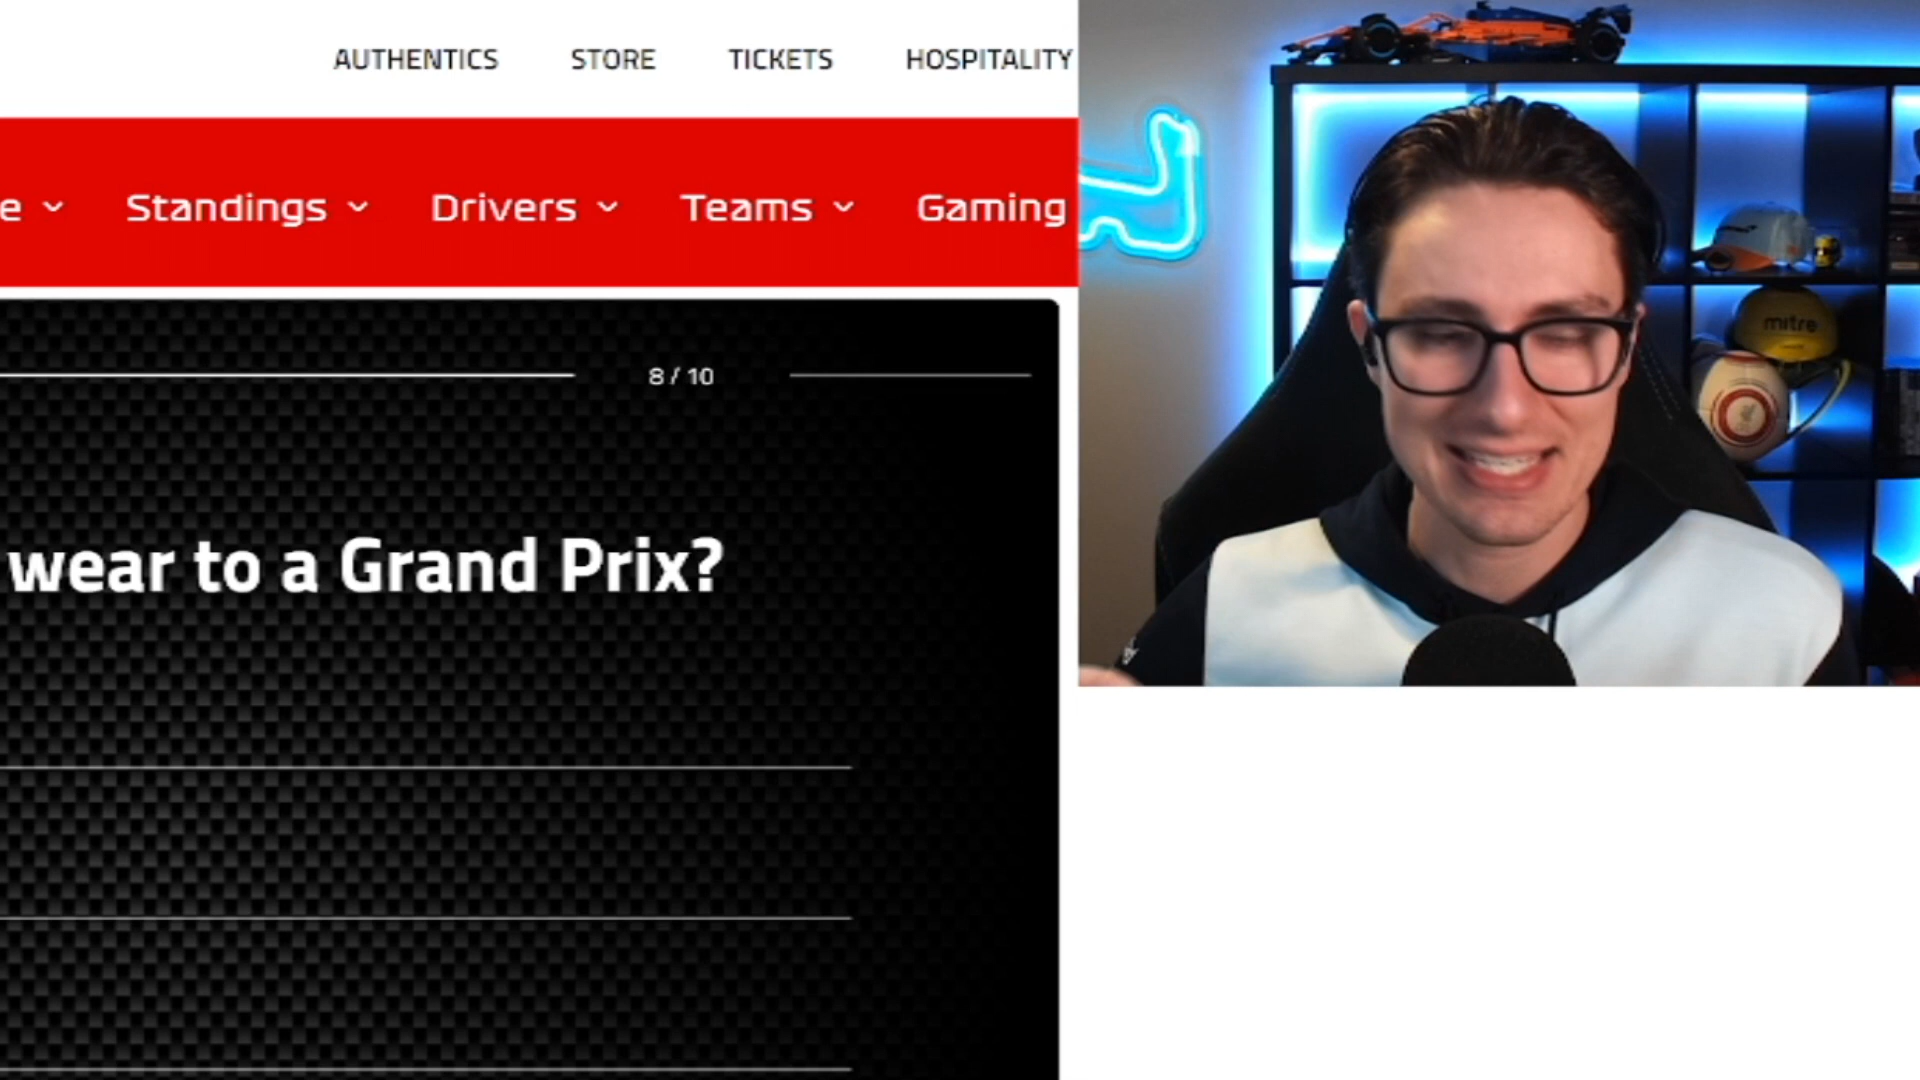 AUTHENTICS STORE TICKETS HOSPITALITY
e Standings Drivers Teams Gaming
8 / 10
wear to a Grand Prix?
mitre